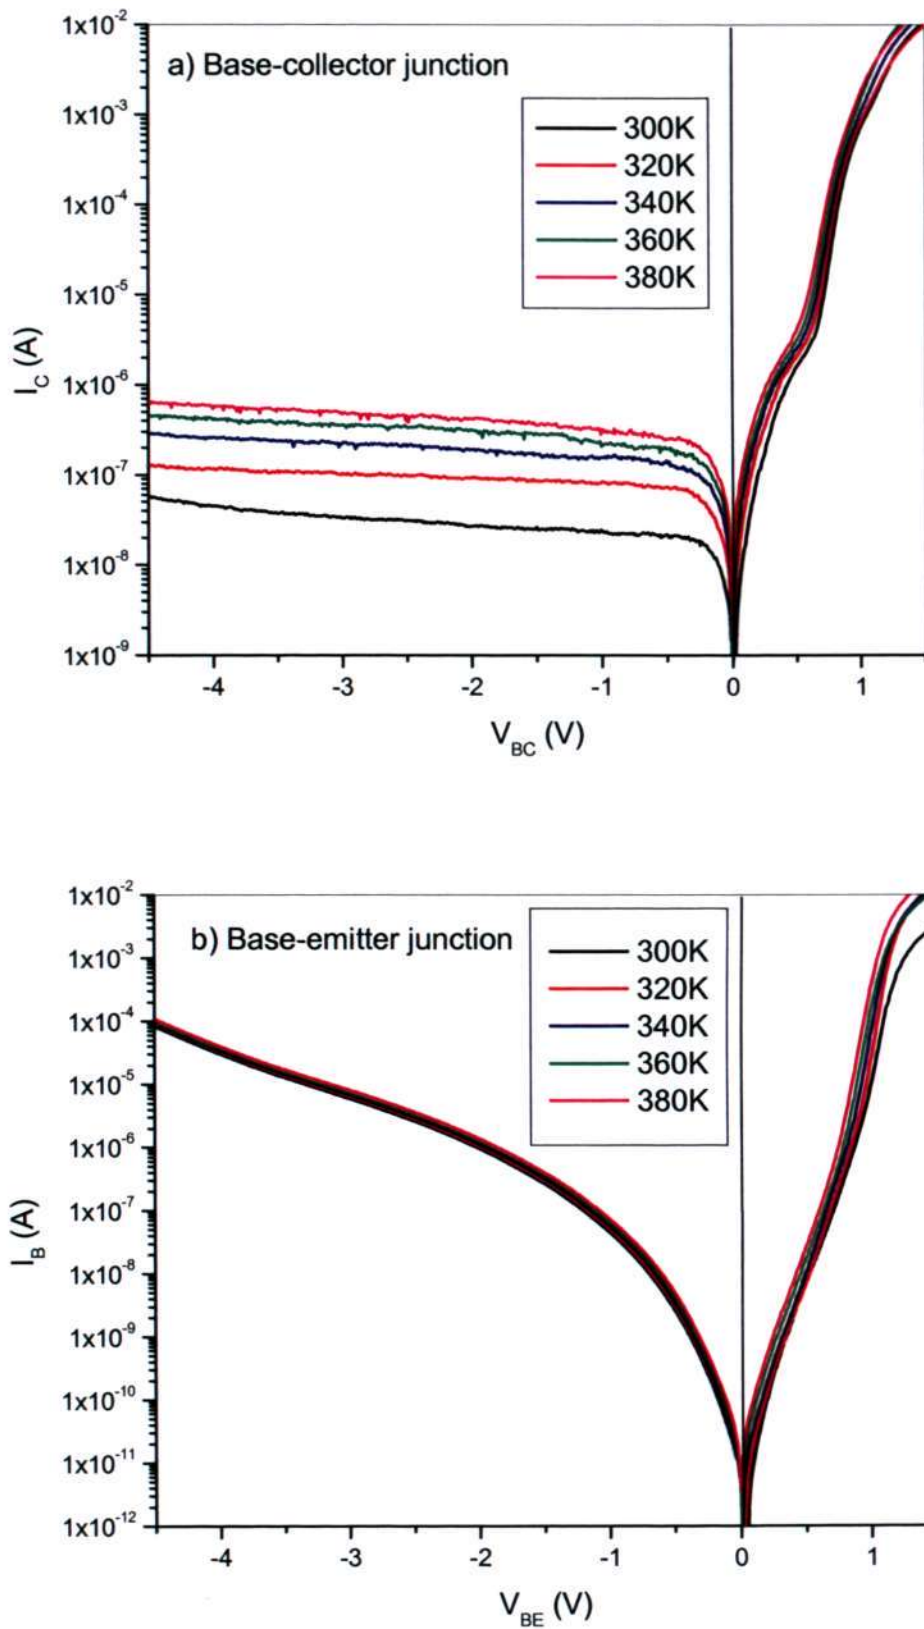 a) Base-collector junction
300K
320K
340K
360K
380K
1x10⁻²
1x10⁻³
1x10⁻⁴
1x10⁻⁵
1x10⁻⁶
1x10⁻⁷
1x10⁻⁸
1x10⁻⁹
I_C (A)
-4 -3 -2 -1 0 1
V_BC (V)
b) Base-emitter junction
300K
320K
340K
360K
380K
1x10⁻²
1x10⁻³
1x10⁻⁴
1x10⁻⁵
1x10⁻⁶
1x10⁻⁷
1x10⁻⁸
1x10⁻⁹
1x10⁻¹⁰
1x10⁻¹¹
1x10⁻¹²
I_B (A)
-4 -3 -2 -1 0 1
V_BE (V)